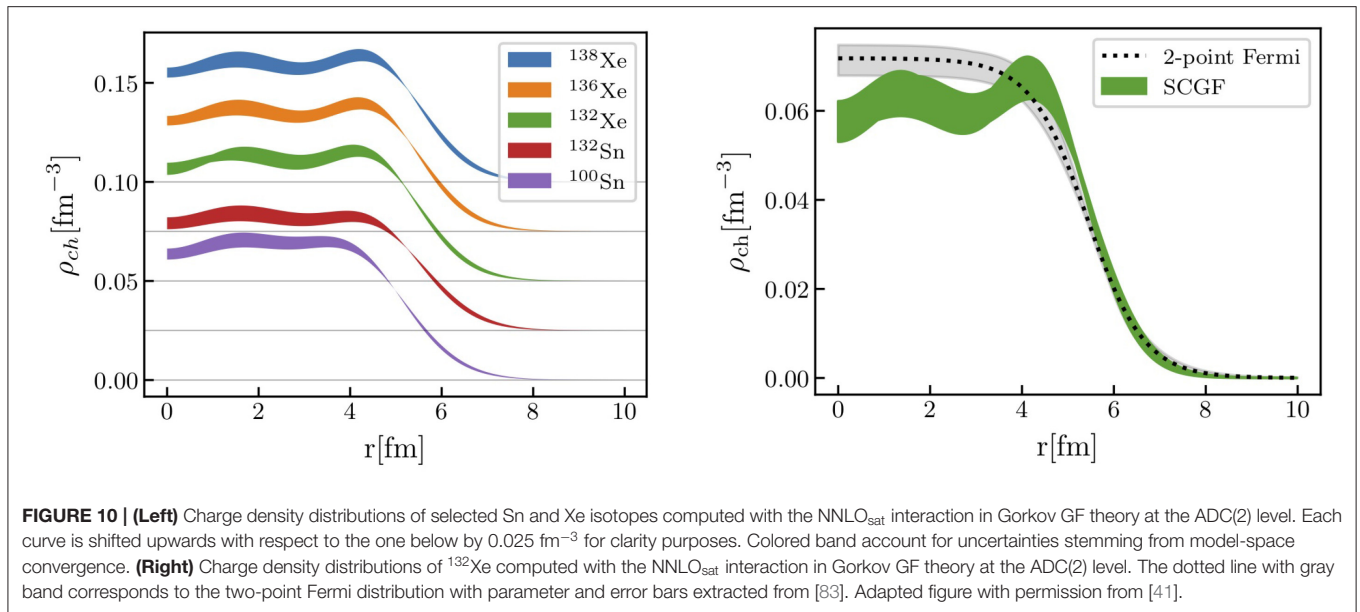 0.15
0.10
0.05
0.00
ρch[fm−3]
138Xe
136Xe
132Xe
132Sn
100Sn
0 2 4 6 8 10
r[fm]
0.06
0.04
0.02
0.00
ρch[fm−3]
2-point Fermi
SCGF
0 2 4 6 8 10
r[fm]
FIGURE 10 | (Left) Charge density distributions of selected Sn and Xe isotopes computed with the NNLOsat interaction in Gorkov GF theory at the ADC(2) level. Each
curve is shifted upwards with respect to the one below by 0.025 fm−3 for clarity purposes. Colored band account for uncertainties stemming from model-space
convergence. (Right) Charge density distributions of 132Xe computed with the NNLOsat interaction in Gorkov GF theory at the ADC(2) level. The dotted line with gray
band corresponds to the two-point Fermi distribution with parameter and error bars extracted from [83]. Adapted figure with permission from [41].